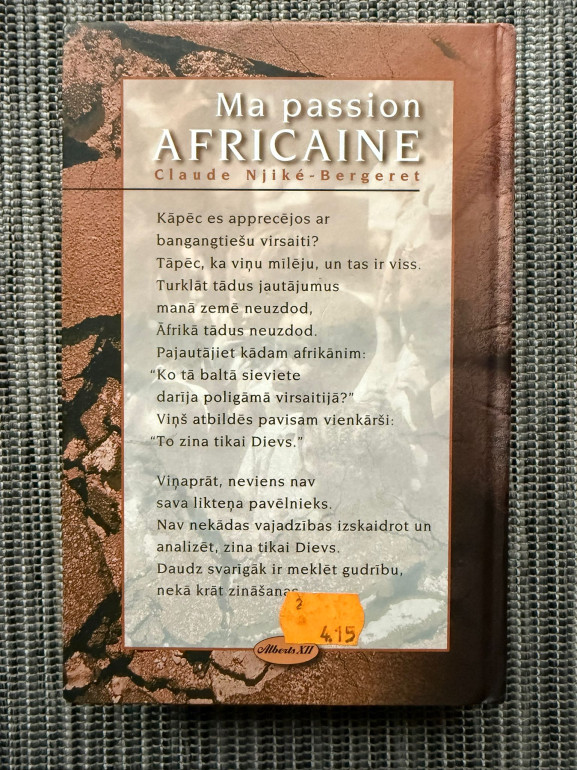 Ma passion
AFRICAINE
Claude Njiké-Bergeret
Kāpēc es apprecējos ar
bangangtiešu virsaiti?
Tāpēc, ka viņu mīlēju, un tas ir viss.
Turklāt tādus jautājumus
manā zemē neuzdod,
Āfrikā tādus neuzdod.
Pajautājiet kādam afrikānim:
“Ko tā baltā sieviete
darīja poligāmā virsaitijā?”
Viņš atbildēs pavisam vienkārši:
“To zina tikai Dievs.”
Viņaprāt, neviens nav
sava likteņa pavēlnieks.
Nav nekādas vajadzības izskaidrot un
analizēt, zina tikai Dievs.
Daudz svarīgāk ir meklēt gudrību,
nekā krāt zināšanas
2
4.15
Alberts XII